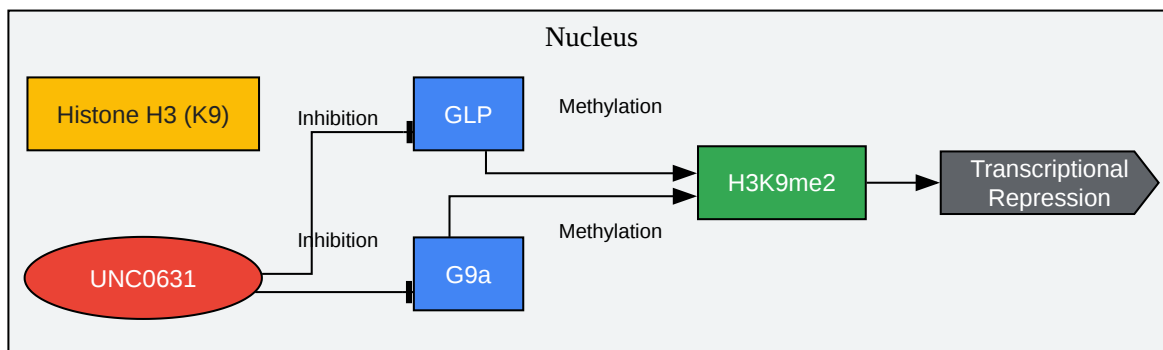 Nucleus
Histone H3 (K9)
Inhibition
GLP
Methylation
H3K9me2
Transcriptional
Repression
Inhibition
Methylation
UNC0631
G9a